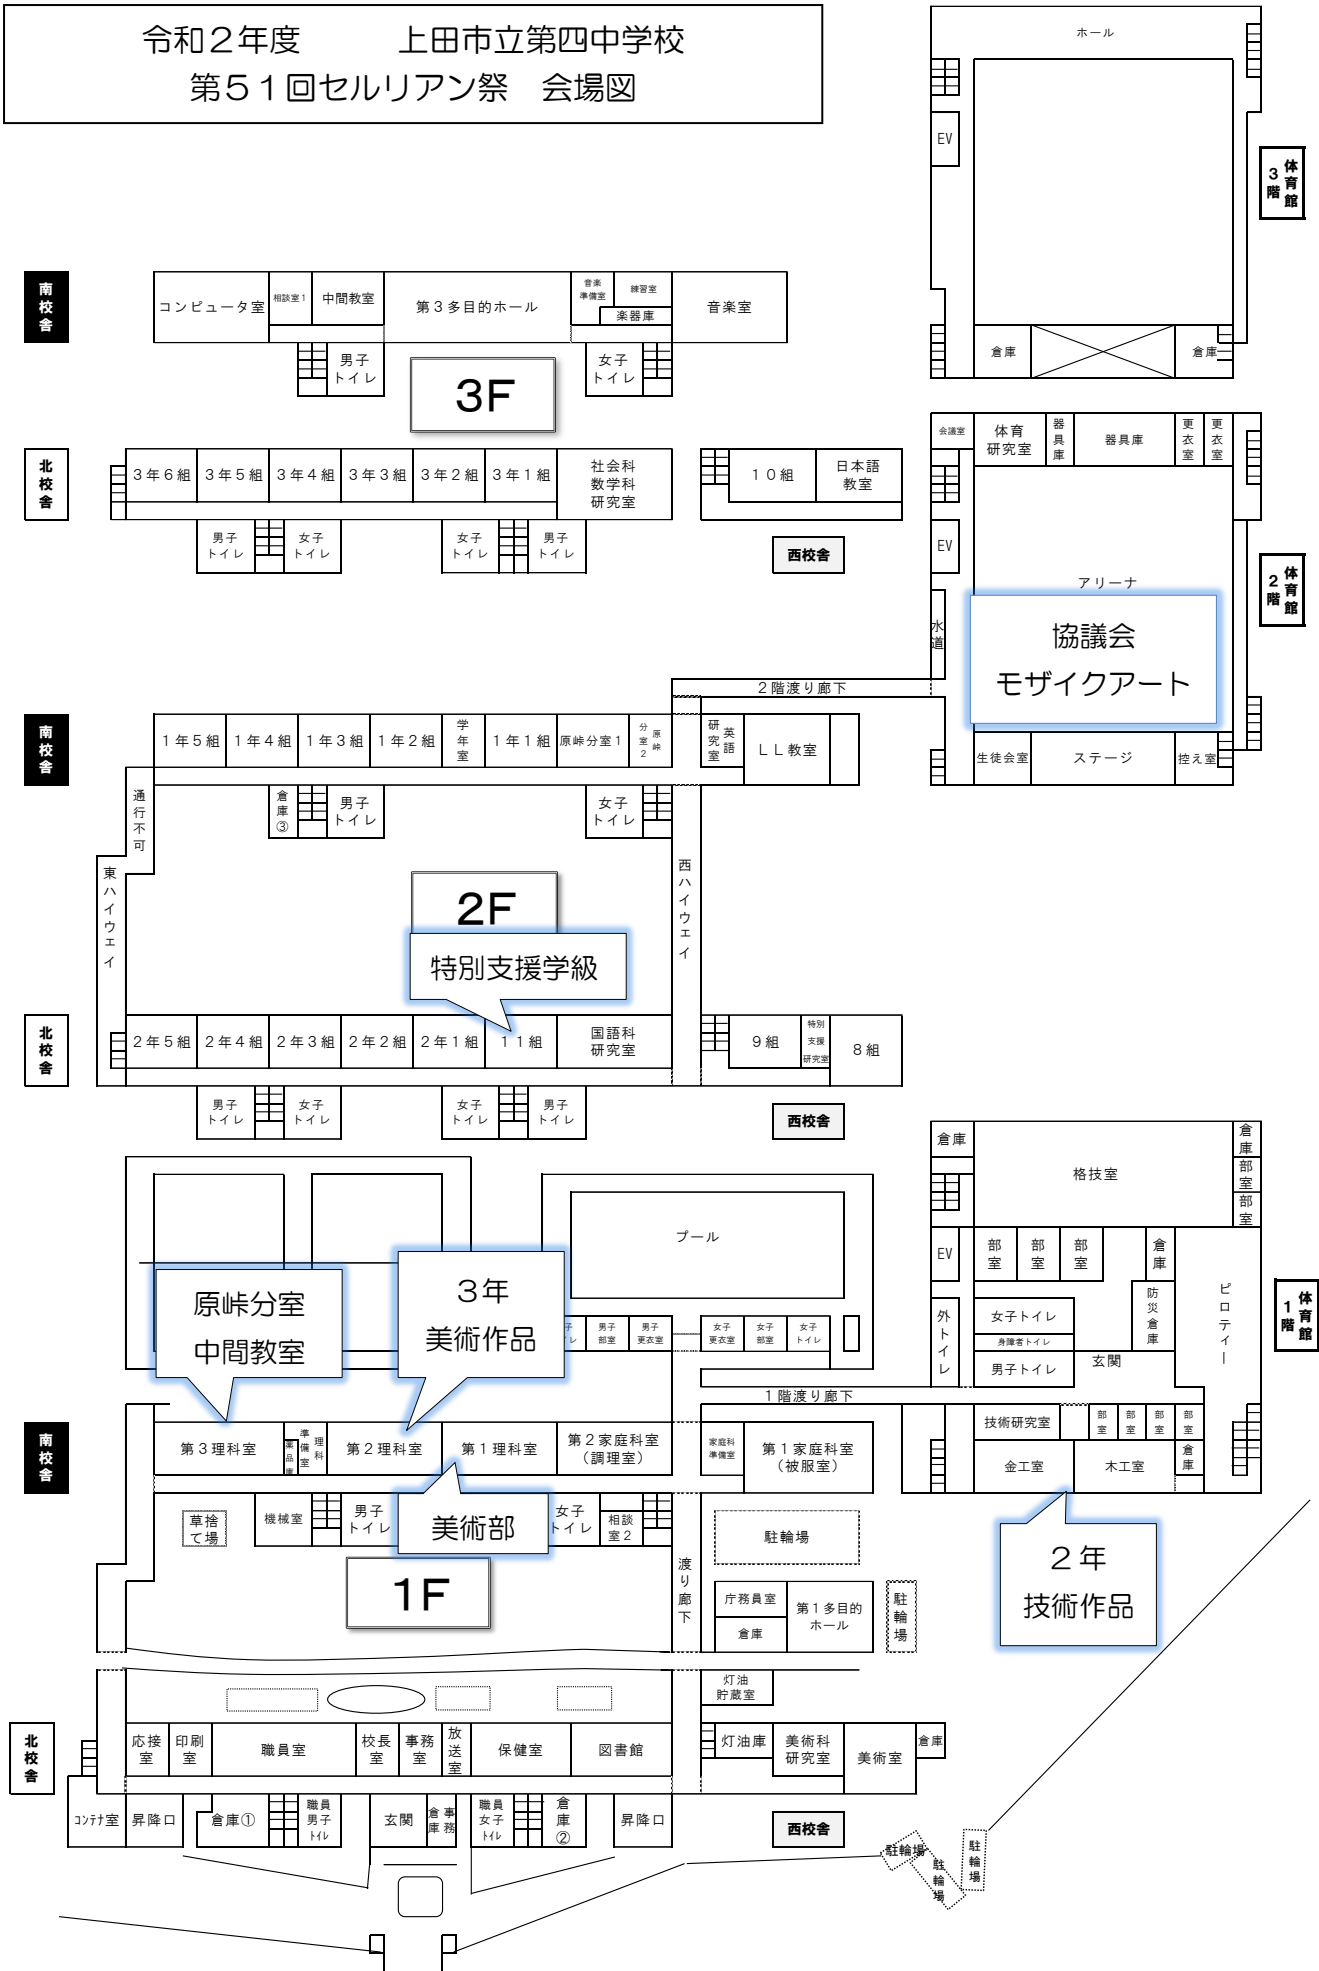 令和２年度　　　上田市立第四中学校
第５１回セルリアン祭　会場図
ホール
EV
体育館
3階
倉庫
倉庫
南校舎
コンピュータ室
相談室１
中間教室
第３多目的ホール
音楽準備室
練習室
楽器庫
音楽室
男子トイレ
女子トイレ
3F
北校舎
３年６組
３年５組
３年４組
３年３組
３年２組
３年１組
社会科
数学科
研究室
１０組
日本語
教室
男子トイレ
女子トイレ
女子トイレ
男子トイレ
西校舎
会議室
体育
研究室
器具庫
器具庫
更衣室
更衣室
EV
アリーナ
体育館
2階
水道
協議会
モザイクアート
２階渡り廊下
生徒会室
ステージ
控え室
南校舎
１年５組
１年４組
１年３組
１年２組
学年室
１年１組
原峠分室１
原峠分室２
英語研究室
ＬＬ教室
通行不可
倉庫③
男子トイレ
女子トイレ
東ハイウェイ
西ハイウェイ
2F
特別支援学級
北校舎
２年５組
２年４組
２年３組
２年２組
２年１組
１１組
国語科
研究室
９組
特別
支援
研究室
８組
男子トイレ
女子トイレ
女子トイレ
男子トイレ
西校舎
倉庫
格技室
倉庫
部室
部室
プール
EV
部室
部室
部室
倉庫
防災倉庫
ピロティー
体育館
1階
外トイレ
女子トイレ
身障者トイレ
男子トイレ
玄関
原峠分室
中間教室
３年
美術作品
男子部室
男子更衣室
女子更衣室
女子部室
女子トイレ
１階渡り廊下
南校舎
第３理科室
薬品庫
理科準備室
第２理科室
第１理科室
第２家庭科室
（調理室）
家庭科
準備室
第１家庭科室
（被服室）
技術研究室
部室
部室
部室
部室
金工室
木工室
倉庫
草捨て場
機械室
男子トイレ
美術部
女子トイレ
相談室２
渡り廊下
駐輪場
２年
技術作品
1F
庁務員室
倉庫
第１多目的
ホール
駐輪場
灯油
貯蔵室
北校舎
応接室
印刷室
職員室
校長室
事務室
放送室
保健室
図書館
灯油庫
美術科
研究室
美術室
倉庫
ｺﾝﾃﾅ室
昇降口
倉庫①
職員
男子
ﾄｲﾚ
玄関
事務倉庫
職員
女子
ﾄｲﾚ
倉庫②
昇降口
西校舎
駐輪場
駐輪場
駐輪場